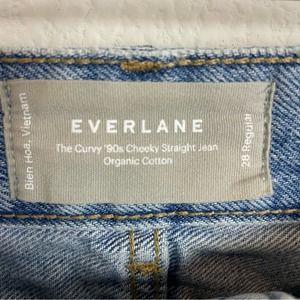 Bien Hoa, Vietnam
EVERLANE
The Curvy '90s Cheeky Straight Jean
Organic Cotton
28 Regular